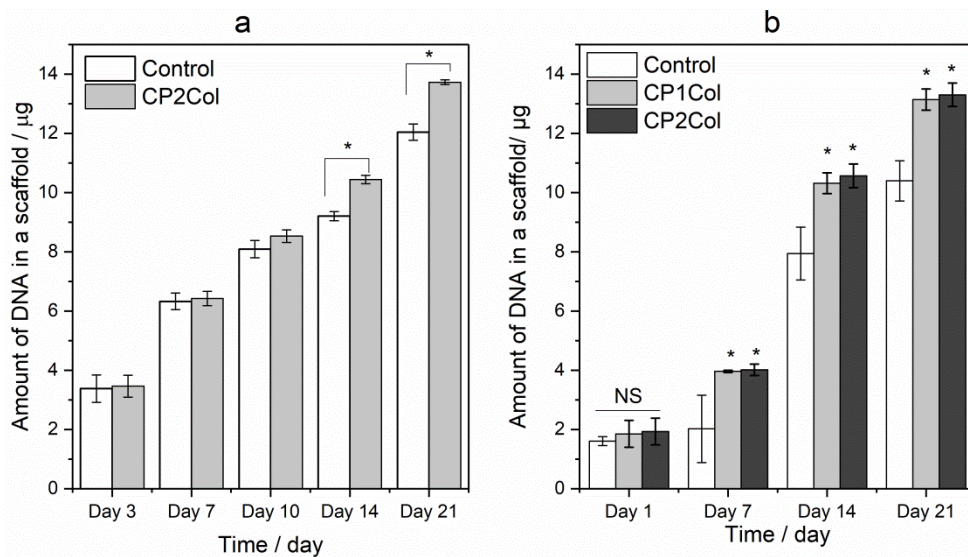 a
Amount of DNA in a scaffold / μg
14
12
10
8
6
4
2
0
Control
CP2Col
*
*
Day 3 Day 7 Day 10 Day 14 Day 21
Time / day
b
Amount of DNA in a scaffold/ μg
14
12
10
8
6
4
2
0
Control
CP1Col
CP2Col
* *
* *
* *
NS
Day 1 Day 7 Day 14 Day 21
Time / day